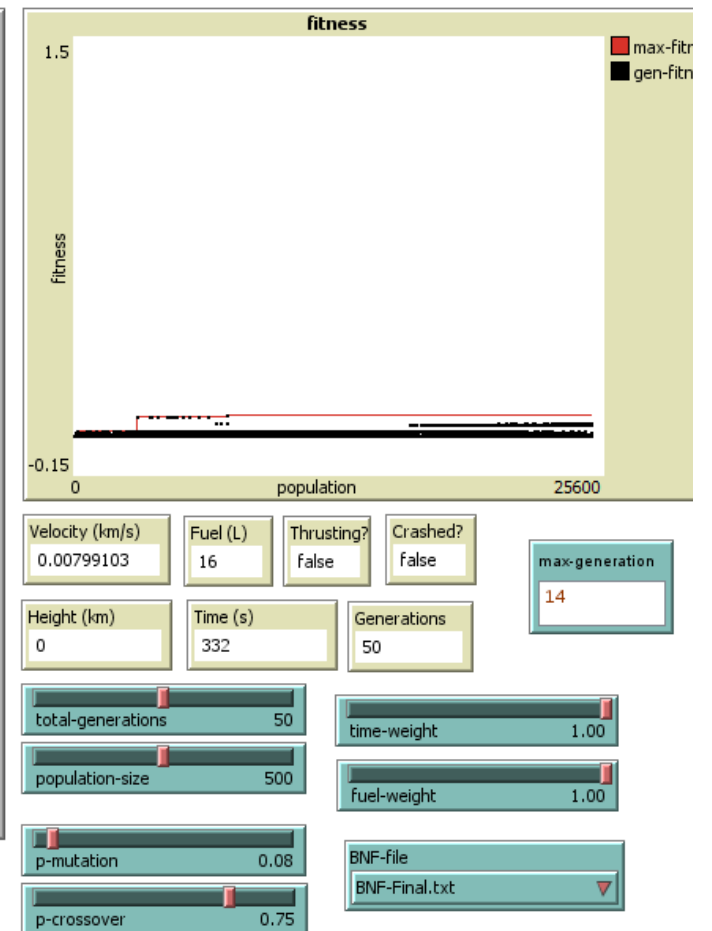 fitness
1.5
max-fitr
gen-fitn
fitness
-0.15
0 population 25600
Velocity (km/s)
0.00799103
Fuel (L)
16
Thrusting?
false
Crashed?
false
max-generation
14
Height (km)
0
Time (s)
332
Generations
50
total-generations 50
time-weight 1.00
population-size 500
fuel-weight 1.00
p-mutation 0.08
BNF-file
BNF-Final.txt
p-crossover 0.75